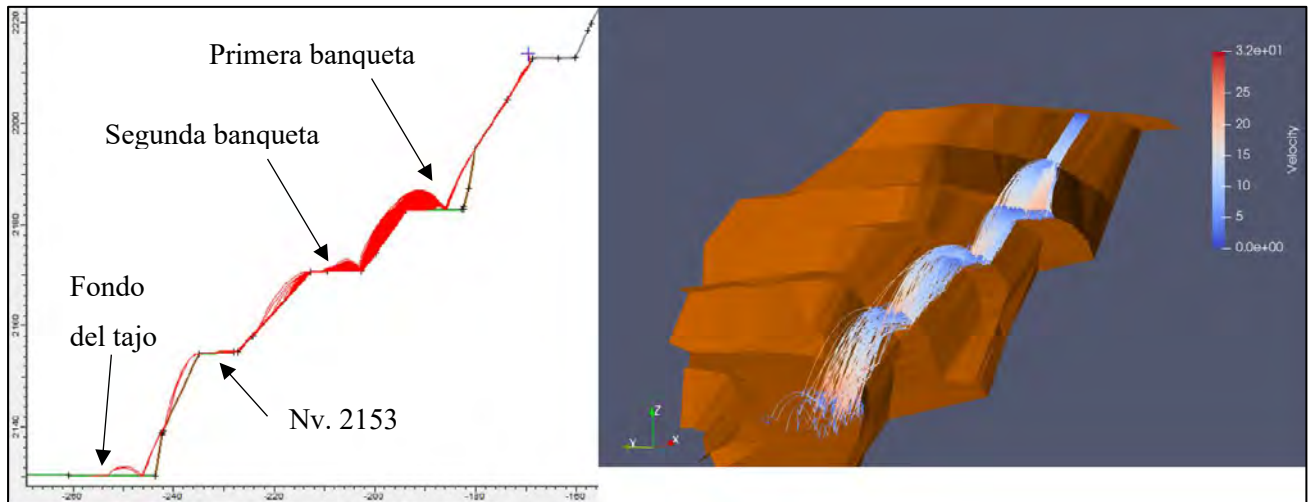 2220
Primera banqueta
2200
Segunda banqueta
2180
2160
Fondo
del tajo
Nv. 2153
2140
-260
-240
-220
-200
-180
-160
3.2e+01
25
20
15
10
5
0.0e+00
Velocity
Z
Y
X